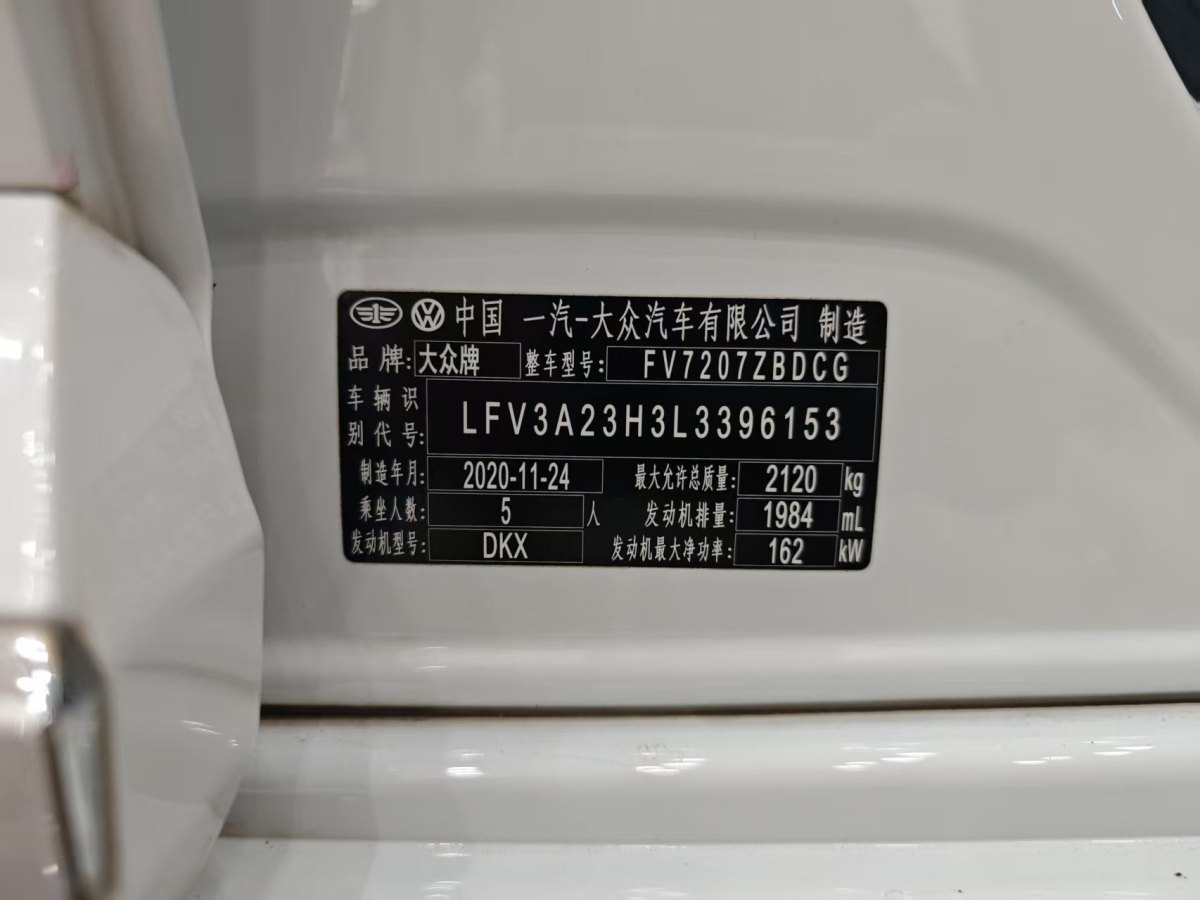 中国 一汽-大众汽车有限公司 制造
品牌: 大众牌 整车型号: FV7207ZBDCG
车辆识别代号: LFV3A23H3L3396153
制造年月: 2020-11-24 最大允许总质量: 2120 kg
乘坐人数: 5 人 发动机排量: 1984 mL
发动机型号: DKX 发动机最大净功率: 162 kW